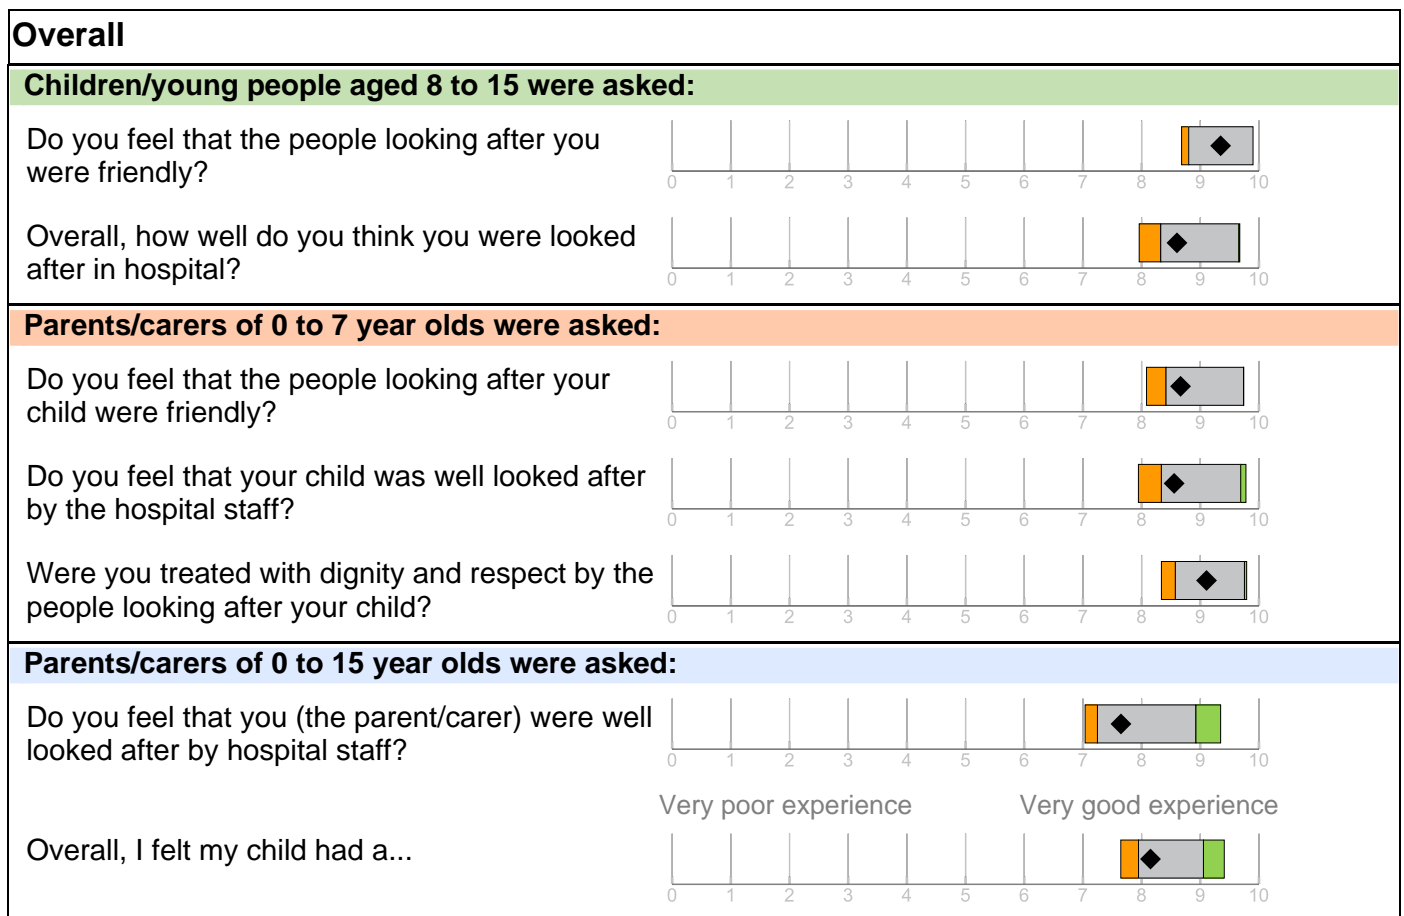 Overall
Children/young people aged 8 to 15 were asked:
Do you feel that the people looking after you
were friendly?
0 1 2 3 4 5 6 7 8 9 10
Overall, how well do you think you were looked
after in hospital?
0 1 2 3 4 5 6 7 8 9 10
Parents/carers of 0 to 7 year olds were asked:
Do you feel that the people looking after your
child were friendly?
0 1 2 3 4 5 6 7 8 9 10
Do you feel that your child was well looked after
by the hospital staff?
0 1 2 3 4 5 6 7 8 9 10
Were you treated with dignity and respect by the
people looking after your child?
0 1 2 3 4 5 6 7 8 9 10
Parents/carers of 0 to 15 year olds were asked:
Do you feel that you (the parent/carer) were well
looked after by hospital staff?
0 1 2 3 4 5 6 7 8 9 10
Very poor experience Very good experience
Overall, I felt my child had a...
0 1 2 3 4 5 6 7 8 9 10